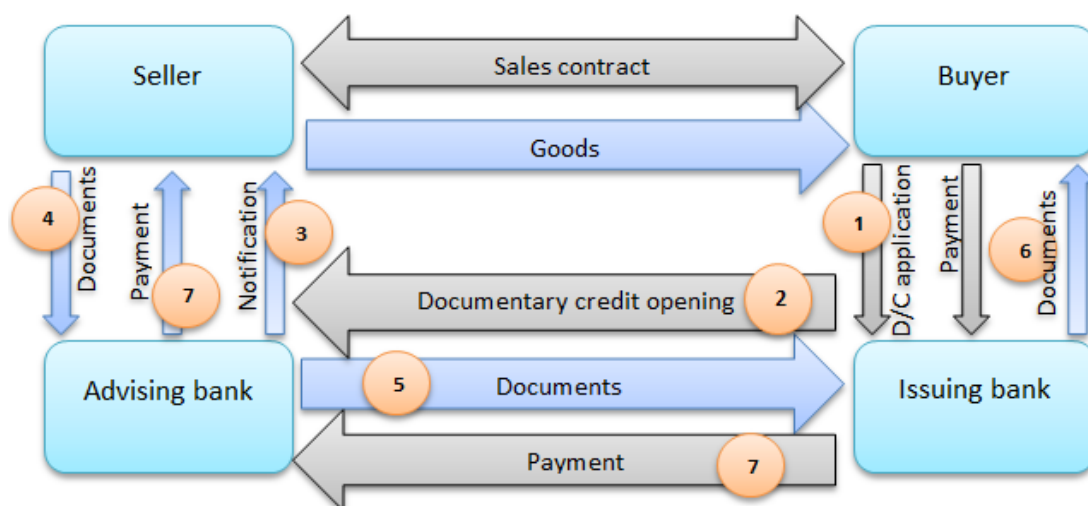 Seller
Sales contract
Buyer
Goods
4
Documents
Payment
7
Notification
3
1
D/C application
Payment
6
Documents
Documentary credit opening
2
Advising bank
5
Documents
Issuing bank
Payment
7